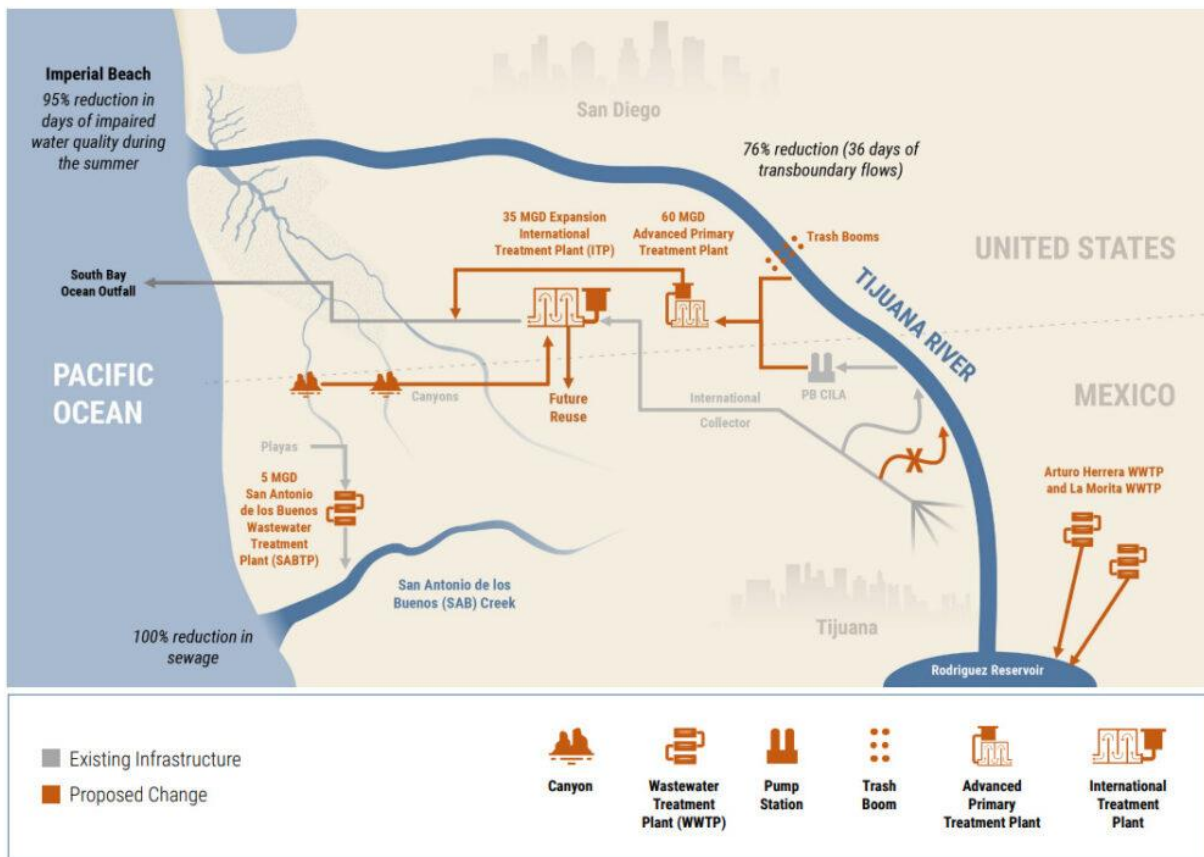 Imperial Beach
95% reduction in
days of impaired
water quality during
the summer
San Diego
76% reduction (36 days of
transboundary flows)
35 MGD Expansion
International
Treatment Plant (ITP)
60 MGD
Advanced Primary
Treatment Plant
Trash Booms
UNITED STATES
South Bay
Ocean Outfall
TIJUANA RIVER
PACIFIC
OCEAN
Canyons
Future
Reuse
International
Collector
PB CILA
MEXICO
Playas
5 MGD
San Antonio
de los Buenos
Wastewater
Treatment
Plant (SABTP)
X
Arturo Herrera WWTP
and La Morita WWTP
San Antonio de los
Buenos (SAB) Creek
Tijuana
100% reduction in
sewage
Rodriguez Reservoir
Existing Infrastructure
Proposed Change
Canyon
Wastewater
Treatment
Plant (WWTP)
Pump
Station
Trash
Boom
Advanced
Primary
Treatment Plant
International
Treatment
Plant